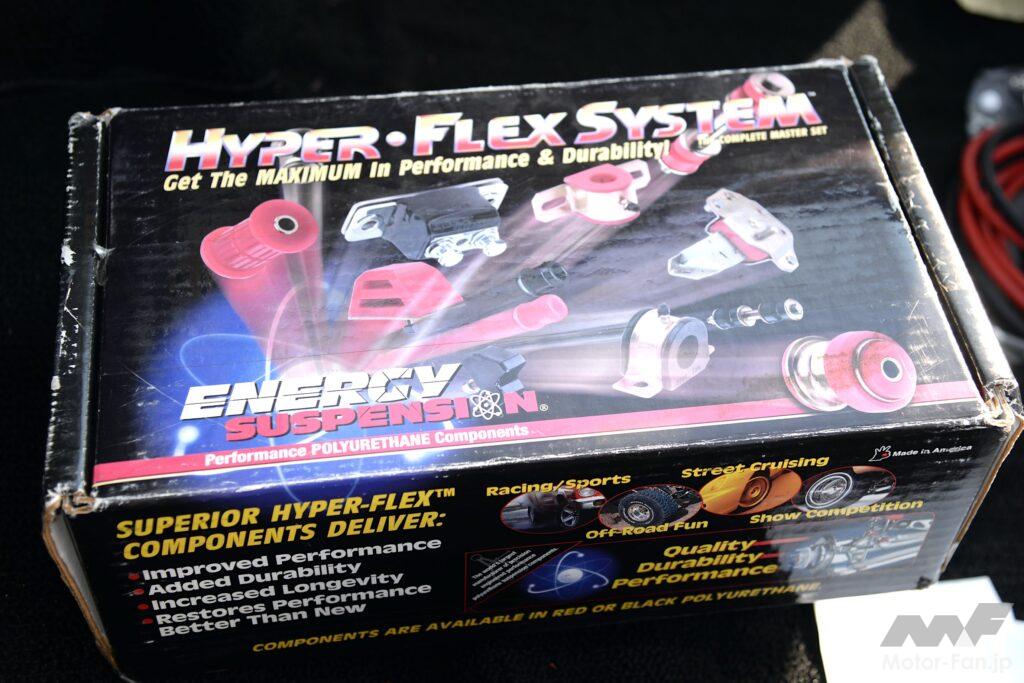 HYPER•FLEX SYSTEM™
THE COMPLETE MASTER SET
Get The MAXIMUM In Performance & Durability!
ENERGY
SUSPENSION®
Performance POLYURETHANE Components
Made in America
SUPERIOR HYPER-FLEX™
COMPONENTS DELIVER:
Improved Performance
Added Durability
Increased Longevity
Restores Performance
Better Than New
Racing/Sports
Off-Road Fun
Street Cruising
Show Competition
Quality
Durability
Performance
COMPONENTS ARE AVAILABLE IN RED OR BLACK POLYURETHANE
Motor-Fan.jp